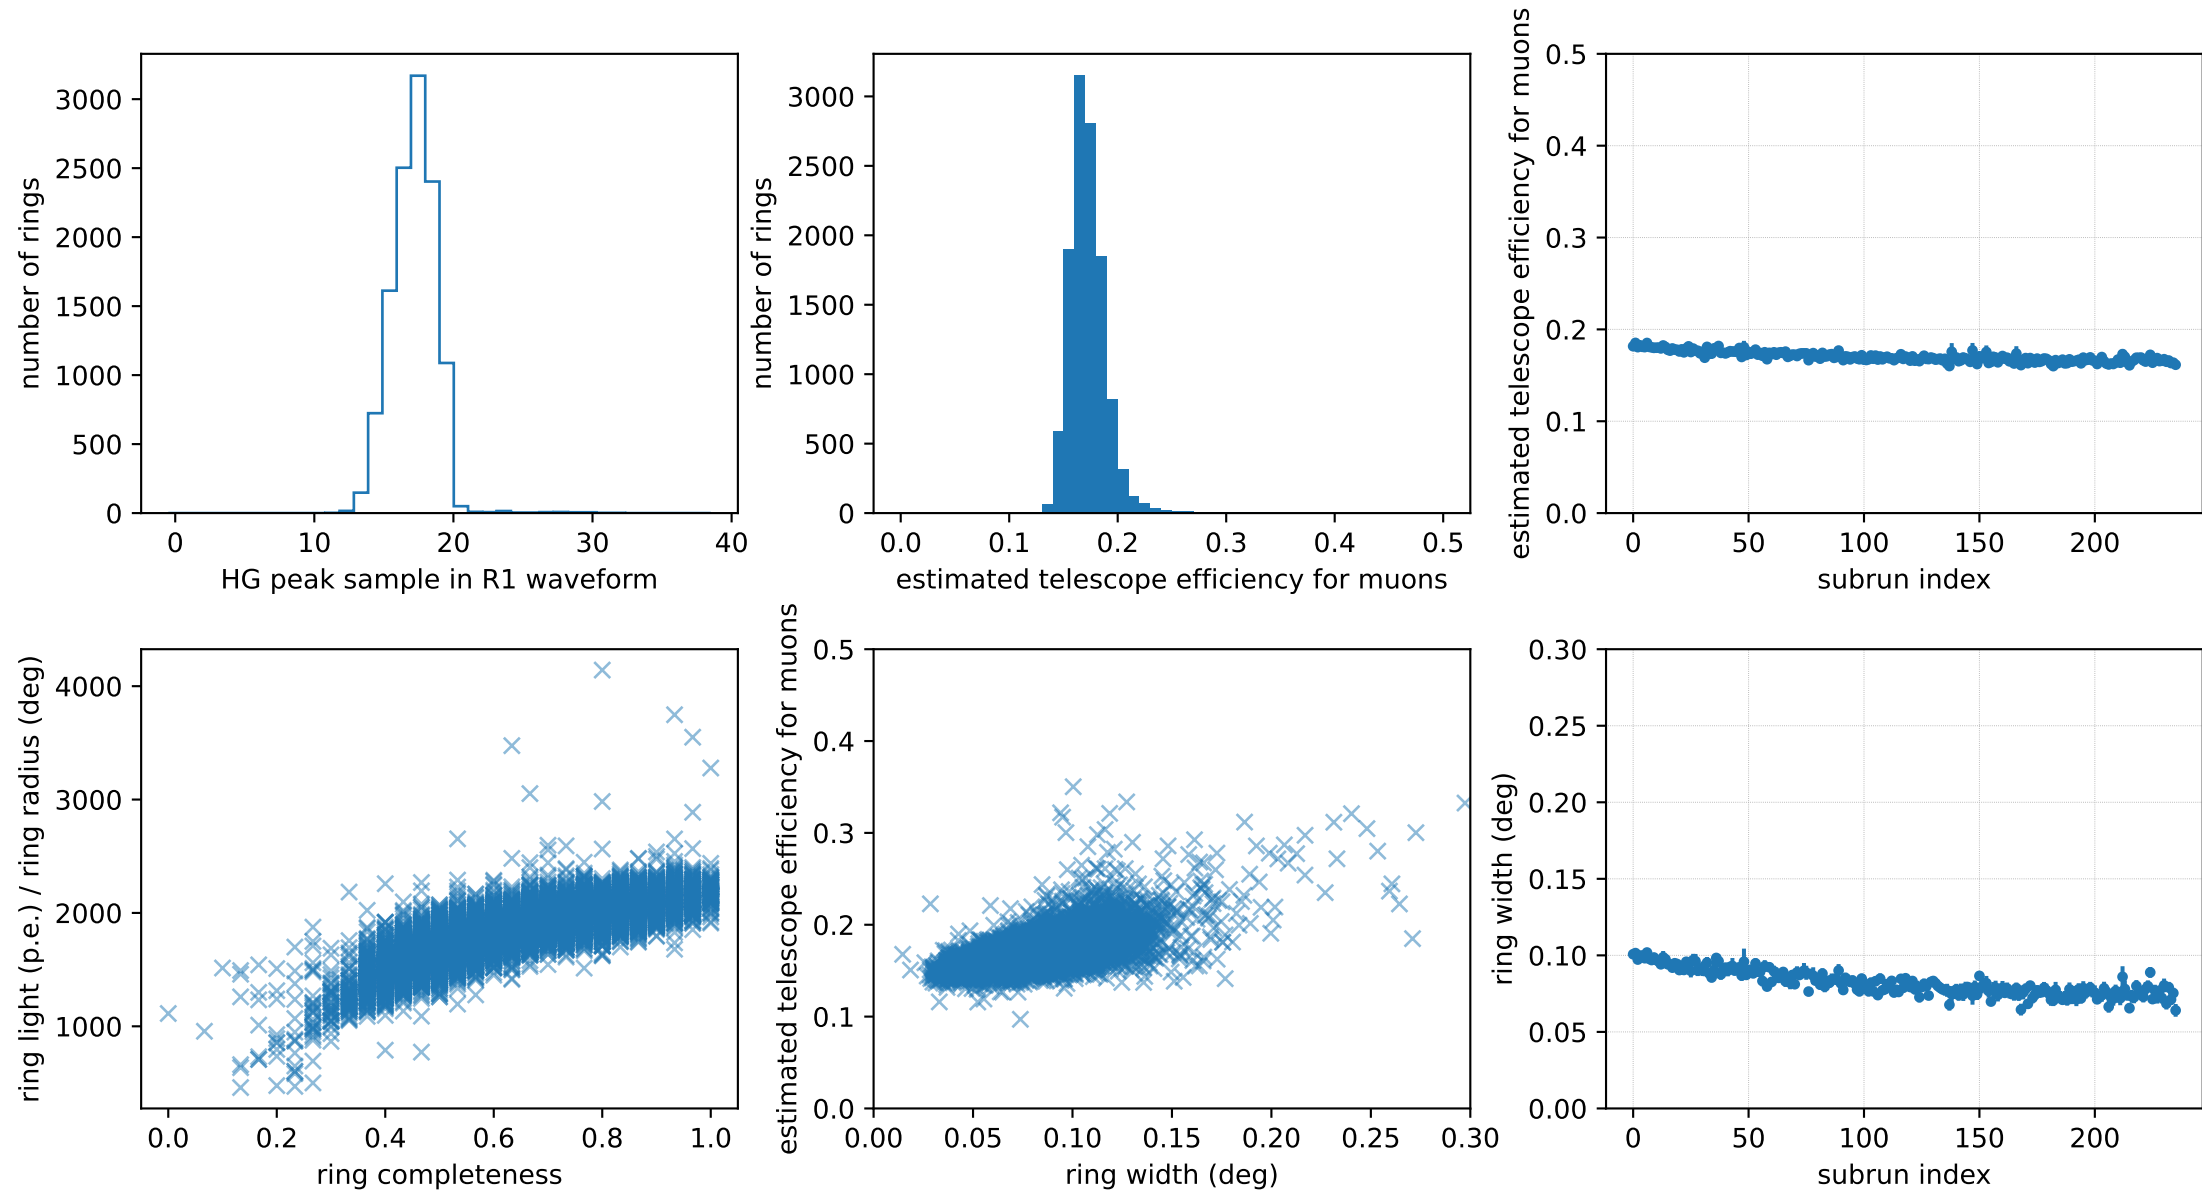 number of rings
3000
2500
2000
1500
1000
500
0
0 10 20 30 40
HG peak sample in R1 waveform
number of rings
3000
2500
2000
1500
1000
500
0
0.0 0.1 0.2 0.3 0.4 0.5
estimated telescope efficiency for muons
estimated telescope efficiency for muons
0.5
0.4
0.3
0.2
0.1
0.0
0 50 100 150 200
subrun index
ring light (p.e.) / ring radius (deg)
4000
3000
2000
1000
0.0 0.2 0.4 0.6 0.8 1.0
ring completeness
estimated telescope efficiency for muons
0.5
0.4
0.3
0.2
0.1
0.0
0.00 0.05 0.10 0.15 0.20 0.25 0.30
ring width (deg)
ring width (deg)
0.30
0.25
0.20
0.15
0.10
0.05
0.00
0 50 100 150 200
subrun index